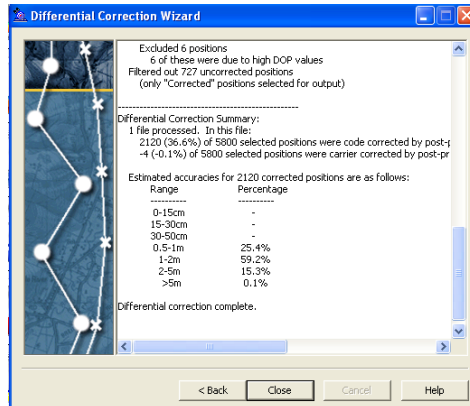 Differential Correction Wizard
Excluded 6 positions
6 of these were due to high DOP values
Filtered out 727 uncorrected positions
(only "Corrected" positions selected for output)
----------------------------------------------
Differential Correction Summary:
1 file processed. In this file:
2120 (36.6%) of 5800 selected positions were code corrected by post-p
-4 (-0.1%) of 5800 selected positions were carrier corrected by post-pr
Estimated accuracies for 2120 corrected positions are as follows:
Range Percentage
---------- ----------
0-15cm -
15-30cm -
30-50cm -
0.5-1m 25.4%
1-2m 59.2%
2-5m 15.3%
>5m 0.1%
Differential correction complete.
< Back Close Cancel Help